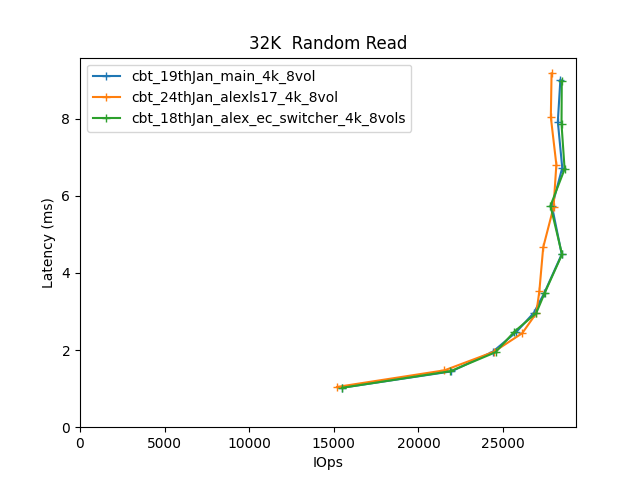 32K  Random Read
cbt_19thJan_main_4k_8vol
cbt_24thJan_alexls17_4k_8vol
cbt_18thJan_alex_ec_switcher_4k_8vols
8
6
4
2
0
Latency (ms)
0 5000 10000 15000 20000 25000
IOps